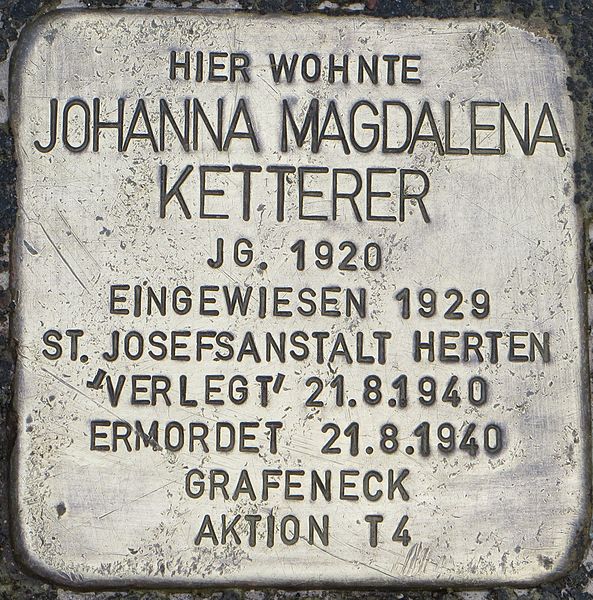 HIER WOHNTE
JOHANNA MAGDALENA
KETTERER
JG. 1920
EINGEWIESEN 1929
ST. JOSEFSANSTALT HERTEN
"VERLEGT" 21.8.1940
ERMORDET 21.8.1940
GRAFENECK
AKTION T4